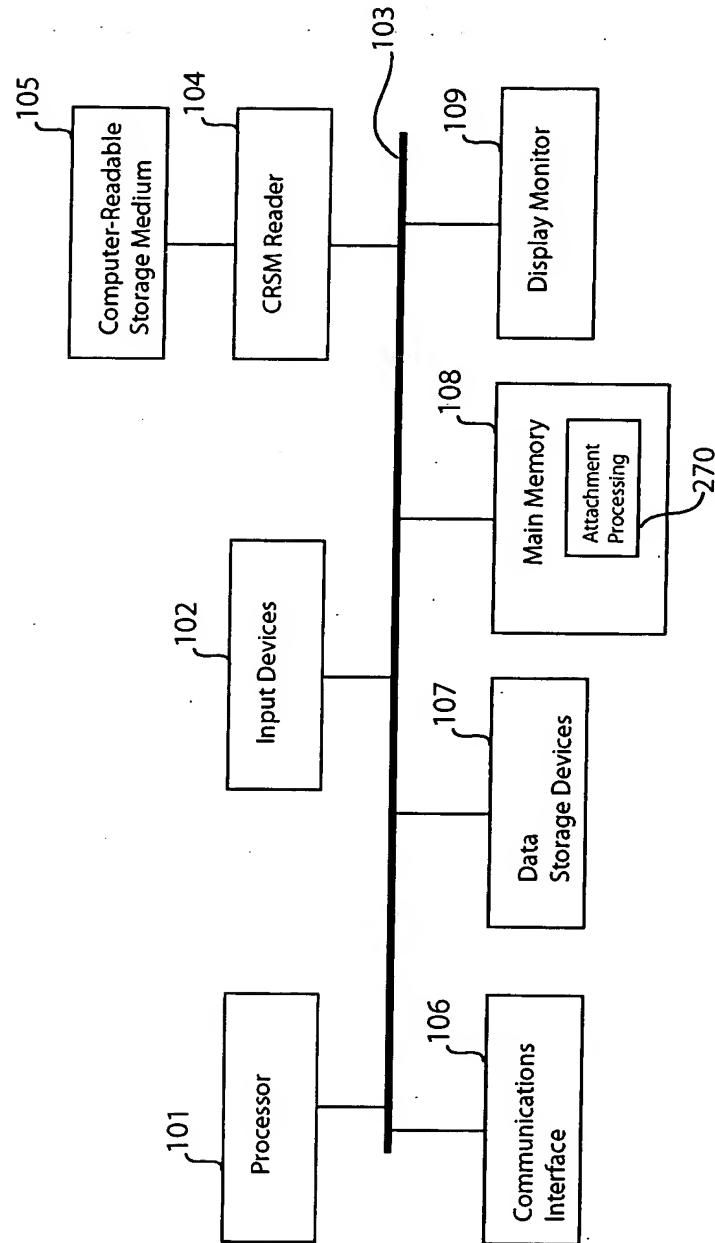 105
Computer-Readable
Storage Medium
104
CRSM Reader
103
102
Input Devices
101
Processor
109
Display Monitor
108
Main Memory
Attachment
Processing
270
107
Data
Storage Devices
106
Communications
Interface